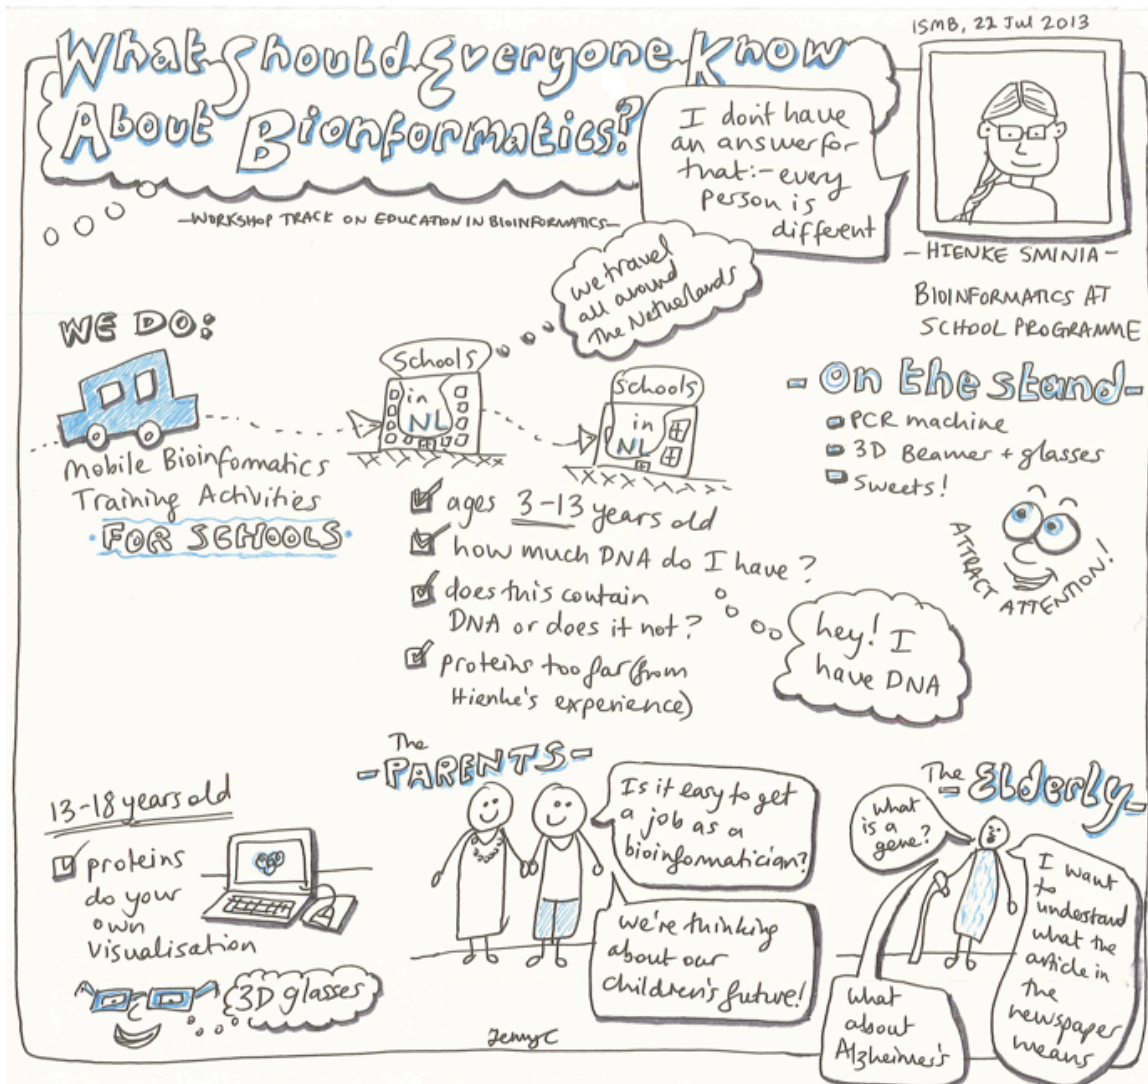 ISMB, 22 Jul 2013
What Should Everyone Know
About Bionformatics?
I dont have
an answer for
that:- every
person is
different
—WORKSHOP TRACK ON EDUCATION IN BIOINFORMATICS—
— HIENKE SMINIA —
BIOINFORMATICS AT
SCHOOL PROGRAMME
we travel
all around
The Netherlands
WE DO:
Schools
in
NL
Schools
in
NL
Mobile Bioinformatics
Training Activities
• FOR SCHOOLS •
- On the stand -
PCR machine
3D Beamer + glasses
Sweets!
ATTRACT ATTENTION!
ages 3-13 years old
how much DNA do I have?
does this contain
DNA or does it not?
proteins too far (from
Hienke's experience)
hey! I
have DNA
13-18 years old
proteins
do your
own
visualisation
3D glasses
The
- PARENTS -
Is it easy to get
a job as a
bioinformatician?
we're thinking
about our
children's future!
The
- Elderly -
what
is a
gene?
I want
to
undestand
what the
article in
the
newspaper
means
what
about
Alzheimer's
JennyC